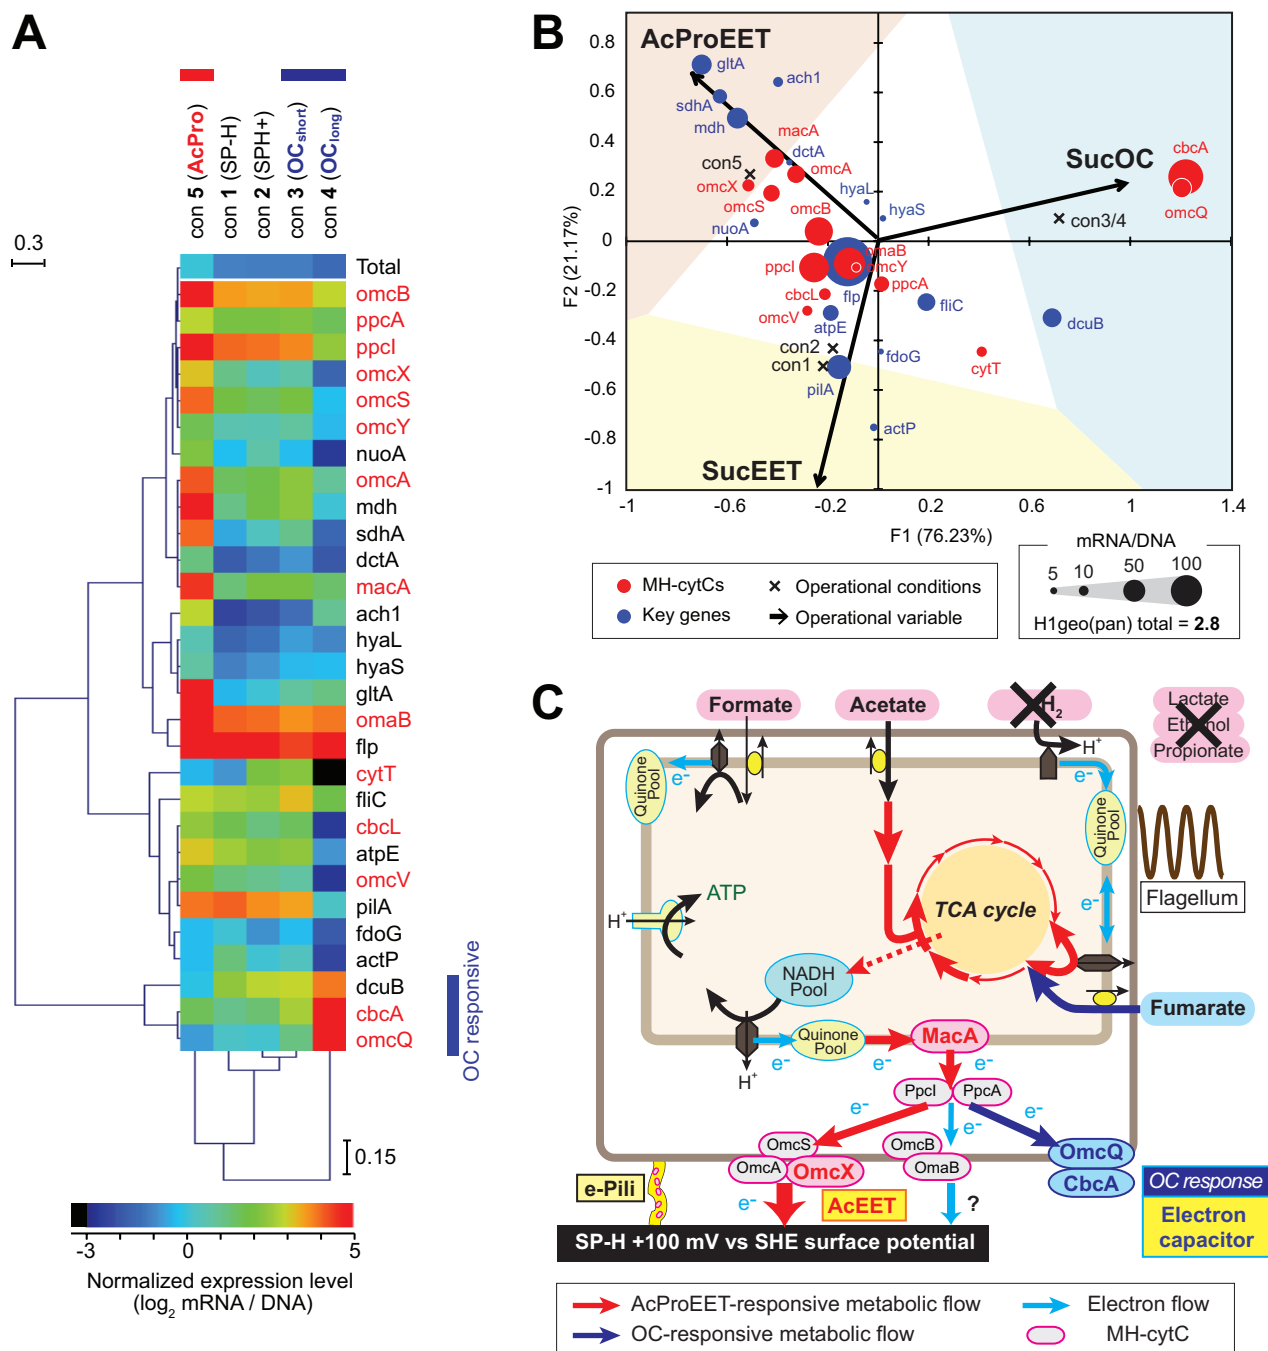 A
con 5 (AcPro)
con 1 (SP-H)
con 2 (SPH+)
con 3 (OCshort)
con 4 (OClong)
0.3
Total
omcB
ppcA
ppcI
omcX
omcS
omcY
nuoA
omcA
mdh
sdhA
dctA
macA
ach1
hyaL
hyaS
gltA
omaB
flp
cytT
fliC
cbcL
atpE
omcV
pilA
fdoG
actP
dcuB
cbcA
omcQ
OC responsive
0.15
-3 0 5
Normalized expression level
(log2 mRNA / DNA)
B
AcProEET
SucOC
SucEET
0.8
0.6
0.4
0.2
0
-0.2
-0.4
-0.6
-0.8
-1
F2 (21.17%)
-1 -0.6 -0.2 0.2 0.6 1 1.4
F1 (76.23%)
gltA
ach1
sdhA
mdh
macA
dctA
con5
omcA
omcX
omcS
hyaL
hyaS
omcB
nuoA
omaB
omcY
ppcI
ppcA
cbcL
flp
omcV
atpE
fliC
dcuB
con2
con1
fdoG
cytT
pilA
actP
cbcA
omcQ
con3/4
MH-cytCs
Key genes
Operational conditions
Operational variable
mRNA/DNA
5 10 50 100
H1geo(pan) total = 2.8
C
Formate
Acetate
H2
Lactate
Ethanol
Propionate
H+
e-
e-
Quinone
Pool
Quinone
Pool
Flagellum
ATP
H+
TCA cycle
e-
NADH
Pool
Fumarate
Quinone
Pool
MacA
e-
e-
e-
H+
PpcI
PpcA
e-
e-
e-
OmcS
OmcB
OmcQ
OmcA
OmcX
OmaB
CbcA
e-Pili
e-
AcEET
?
OC response
Electron
capacitor
SP-H +100 mV vs SHE surface potential
AcProEET-responsive metabolic flow
Electron flow
OC-responsive metabolic flow
MH-cytC